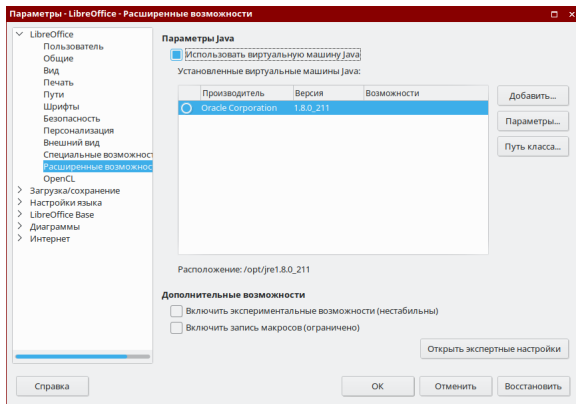 Параметры - LibreOffice - Расширенные возможности
LibreOffice
Пользователь
Общие
Вид
Печать
Пути
Шрифты
Безопасность
Персонализация
Внешний вид
Специальные возможност
Расширенные возможнос
OpenCL
Загрузка/сохранение
Настройки языка
LibreOffice Base
Диаграммы
Интернет
Параметры Java
Использовать виртуальную машину Java
Установленные виртуальные машины Java:
Производитель Версия Возможности
Oracle Corporation 1.8.0_211
Добавить...
Параметры...
Путь класса...
Расположение: /opt/jre1.8.0_211
Дополнительные возможности
Включить экспериментальные возможности (нестабильны)
Включить запись макросов (ограничено)
Открыть экспертные настройки
Справка OK Отменить Восстановить